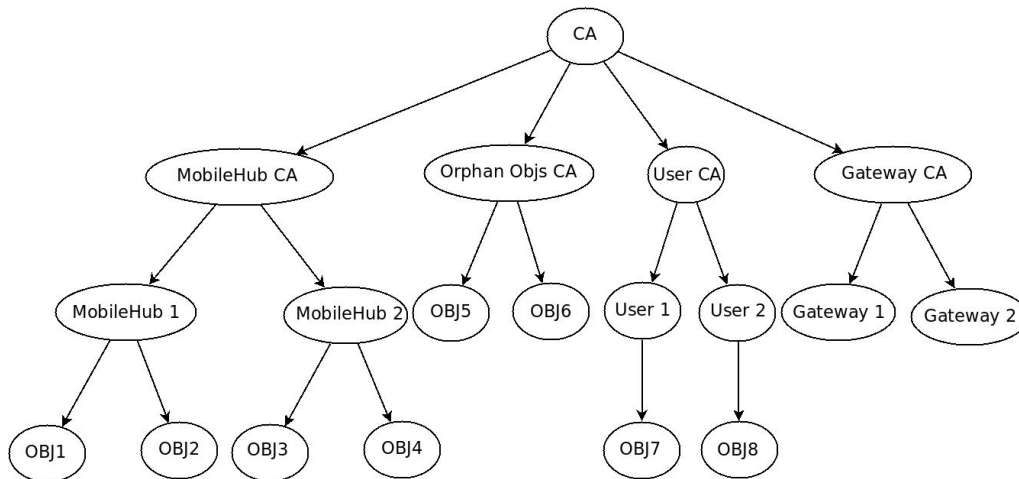 CA
MobileHub CA
Orphan Objs CA
User CA
Gateway CA
MobileHub 1
MobileHub 2
OBJ5
OBJ6
User 1
User 2
Gateway 1
Gateway 2
OBJ1
OBJ2
OBJ3
OBJ4
OBJ7
OBJ8